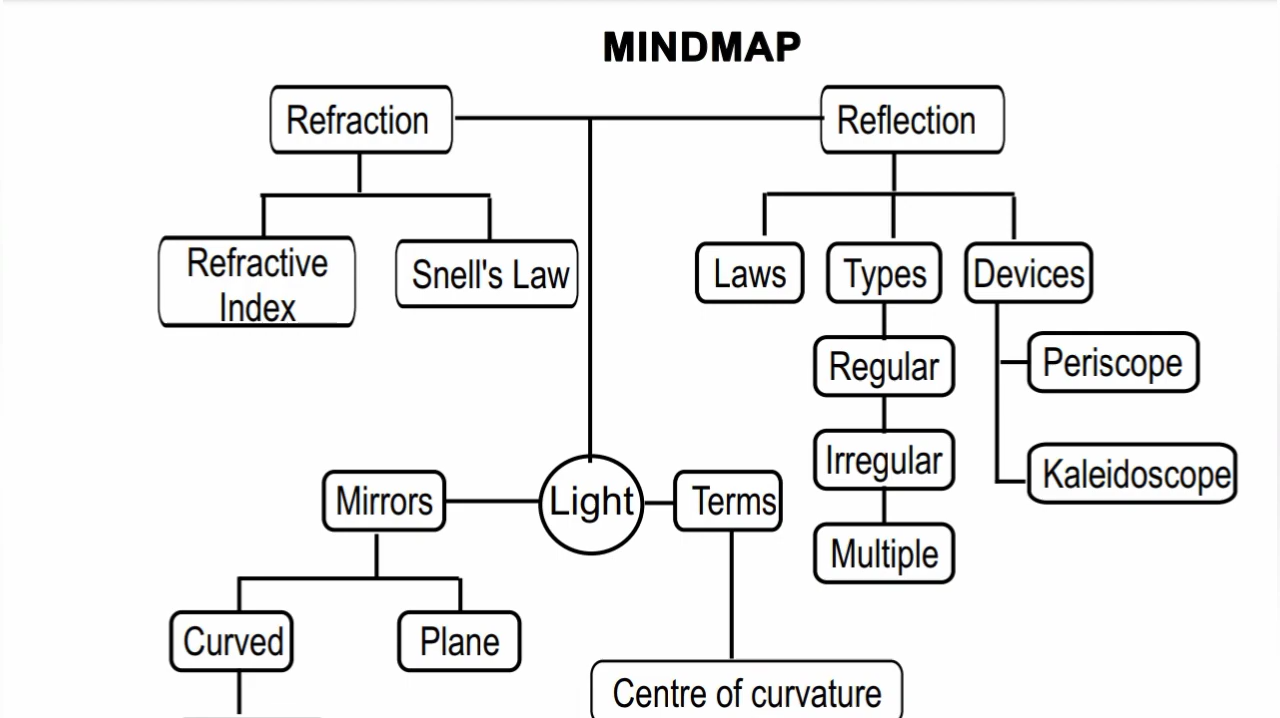 MINDMAP
Refraction
Reflection
Refractive
Index
Snell's Law
Laws
Types
Devices
Regular
Periscope
Irregular
Kaleidoscope
Mirrors
Light
Terms
Multiple
Curved
Plane
Centre of curvature